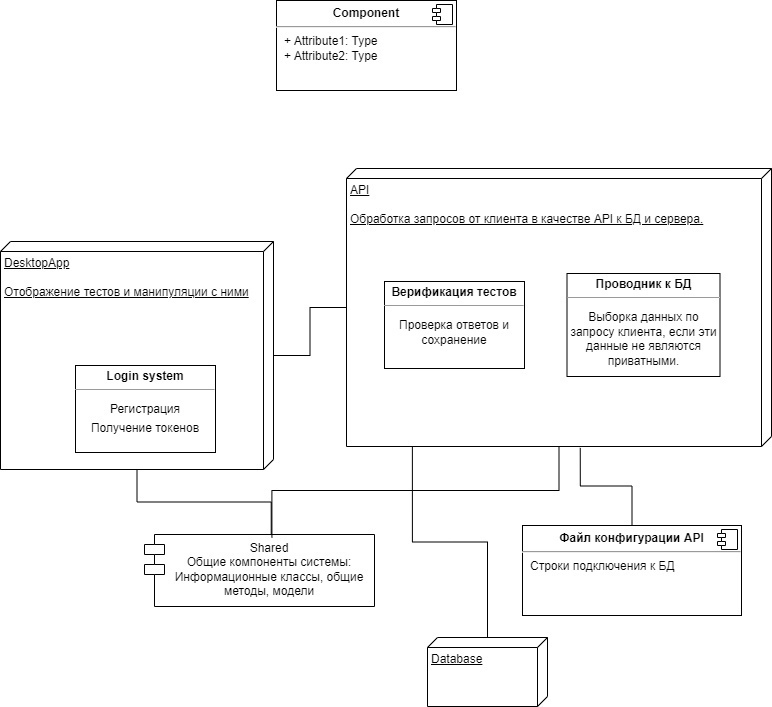 Component
+ Attribute1: Type
+ Attribute2: Type
API
Обработка запросов от клиента в качестве API к БД и сервера.
DesktopApp
Отображение тестов и манипуляции с ними
Верификация тестов
Проверка ответов и
сохранение
Проводник к БД
Выборка данных по
запросу клиента, если эти
данные не являются
приватными.
Login system
Регистрация
Получение токенов
Shared
Общие компоненты системы:
Информационные классы, общие
методы, модели
Файл конфигурации API
Строки подключения к БД
Database